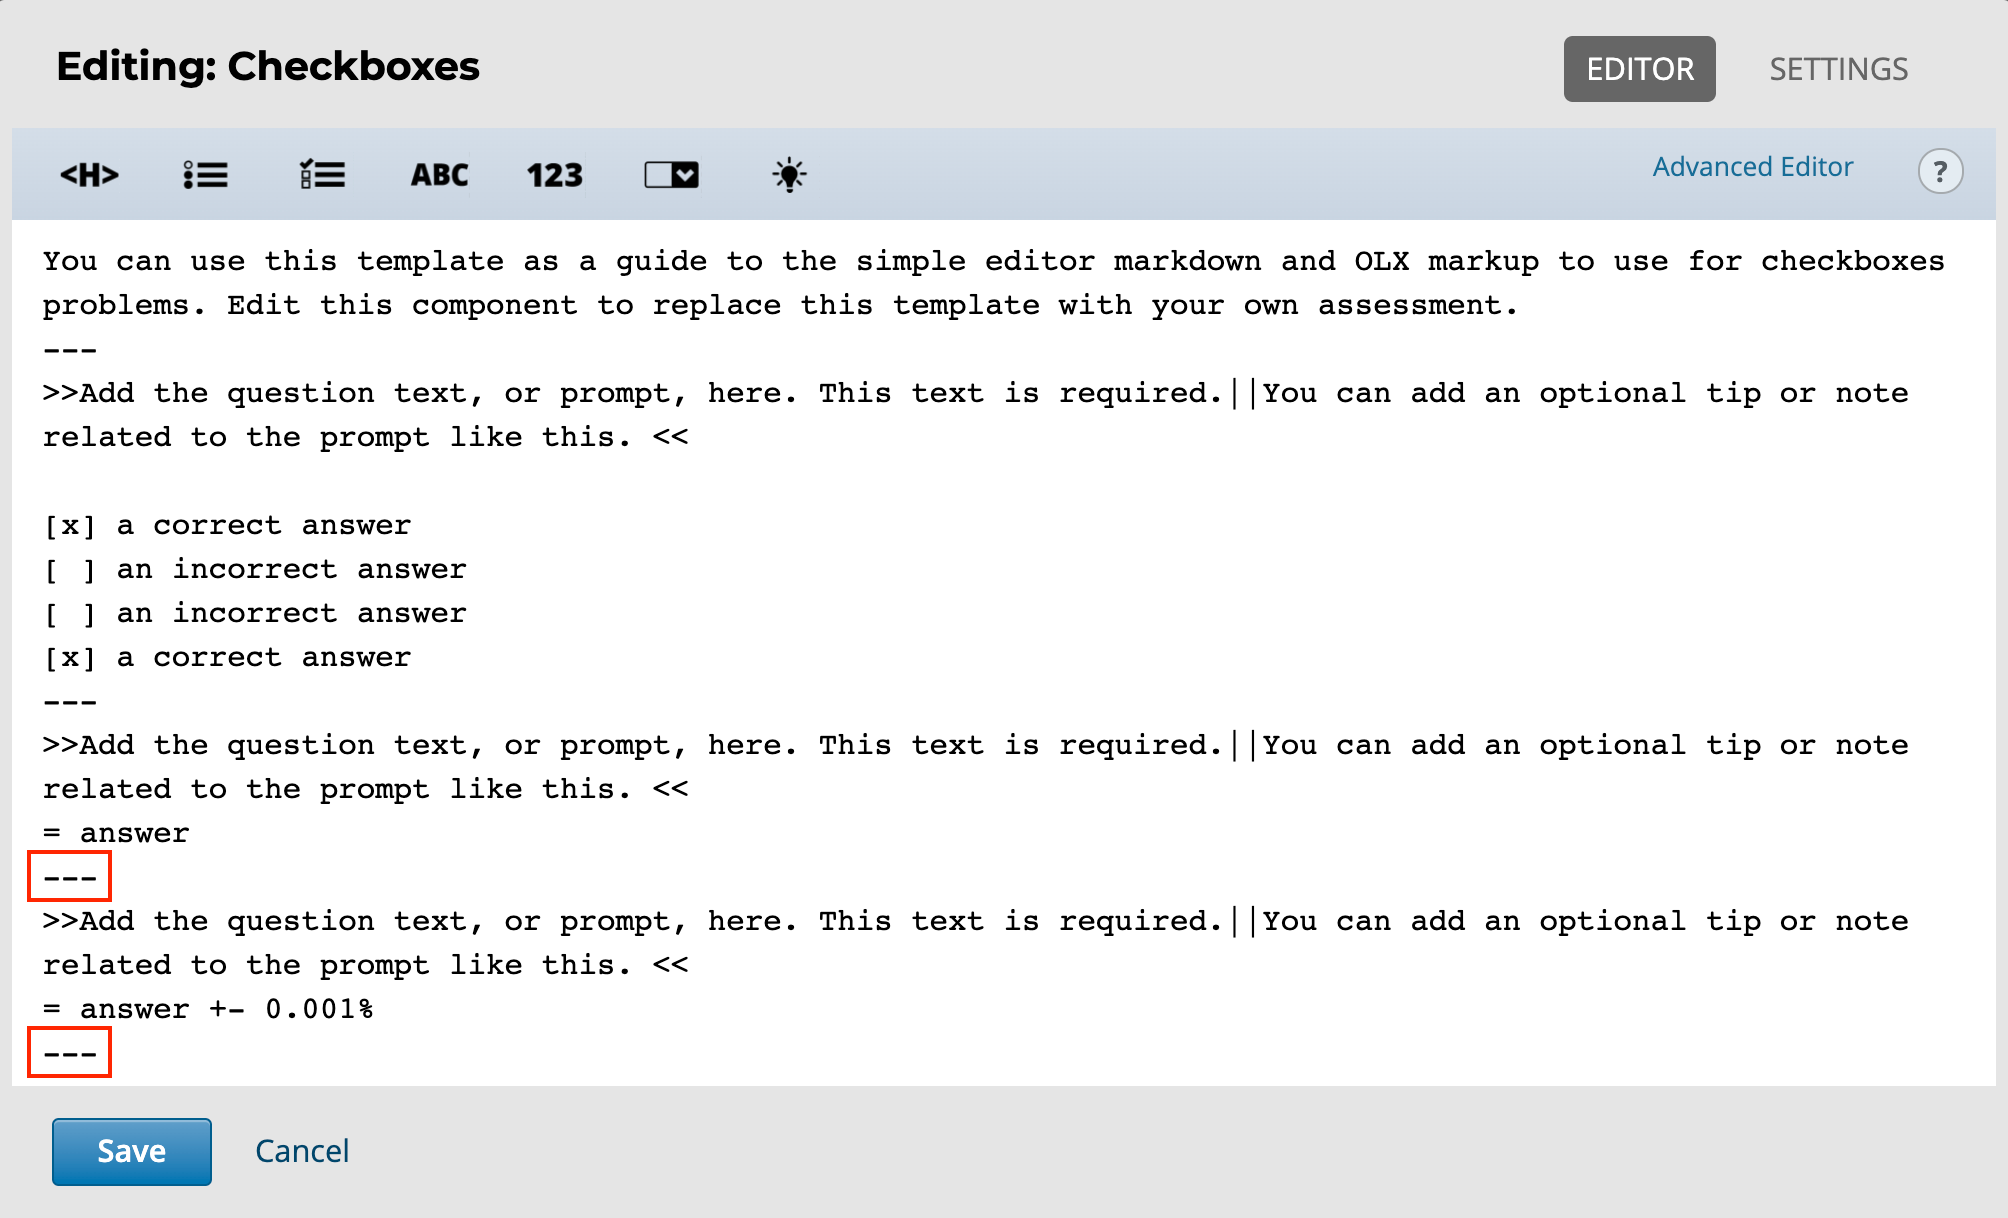 Editing: Checkboxes
EDITOR
SETTINGS
<H>
ABC
123
Advanced Editor
?
You can use this template as a guide to the simple editor markdown and OLX markup to use for checkboxes
problems. Edit this component to replace this template with your own assessment.
---
>>Add the question text, or prompt, here. This text is required.||You can add an optional tip or note
related to the prompt like this. <<
[x] a correct answer
[ ] an incorrect answer
[ ] an incorrect answer
[x] a correct answer
---
>>Add the question text, or prompt, here. This text is required.||You can add an optional tip or note
related to the prompt like this. <<
= answer
---
>>Add the question text, or prompt, here. This text is required.||You can add an optional tip or note
related to the prompt like this. <<
= answer +- 0.001%
---
Save
Cancel